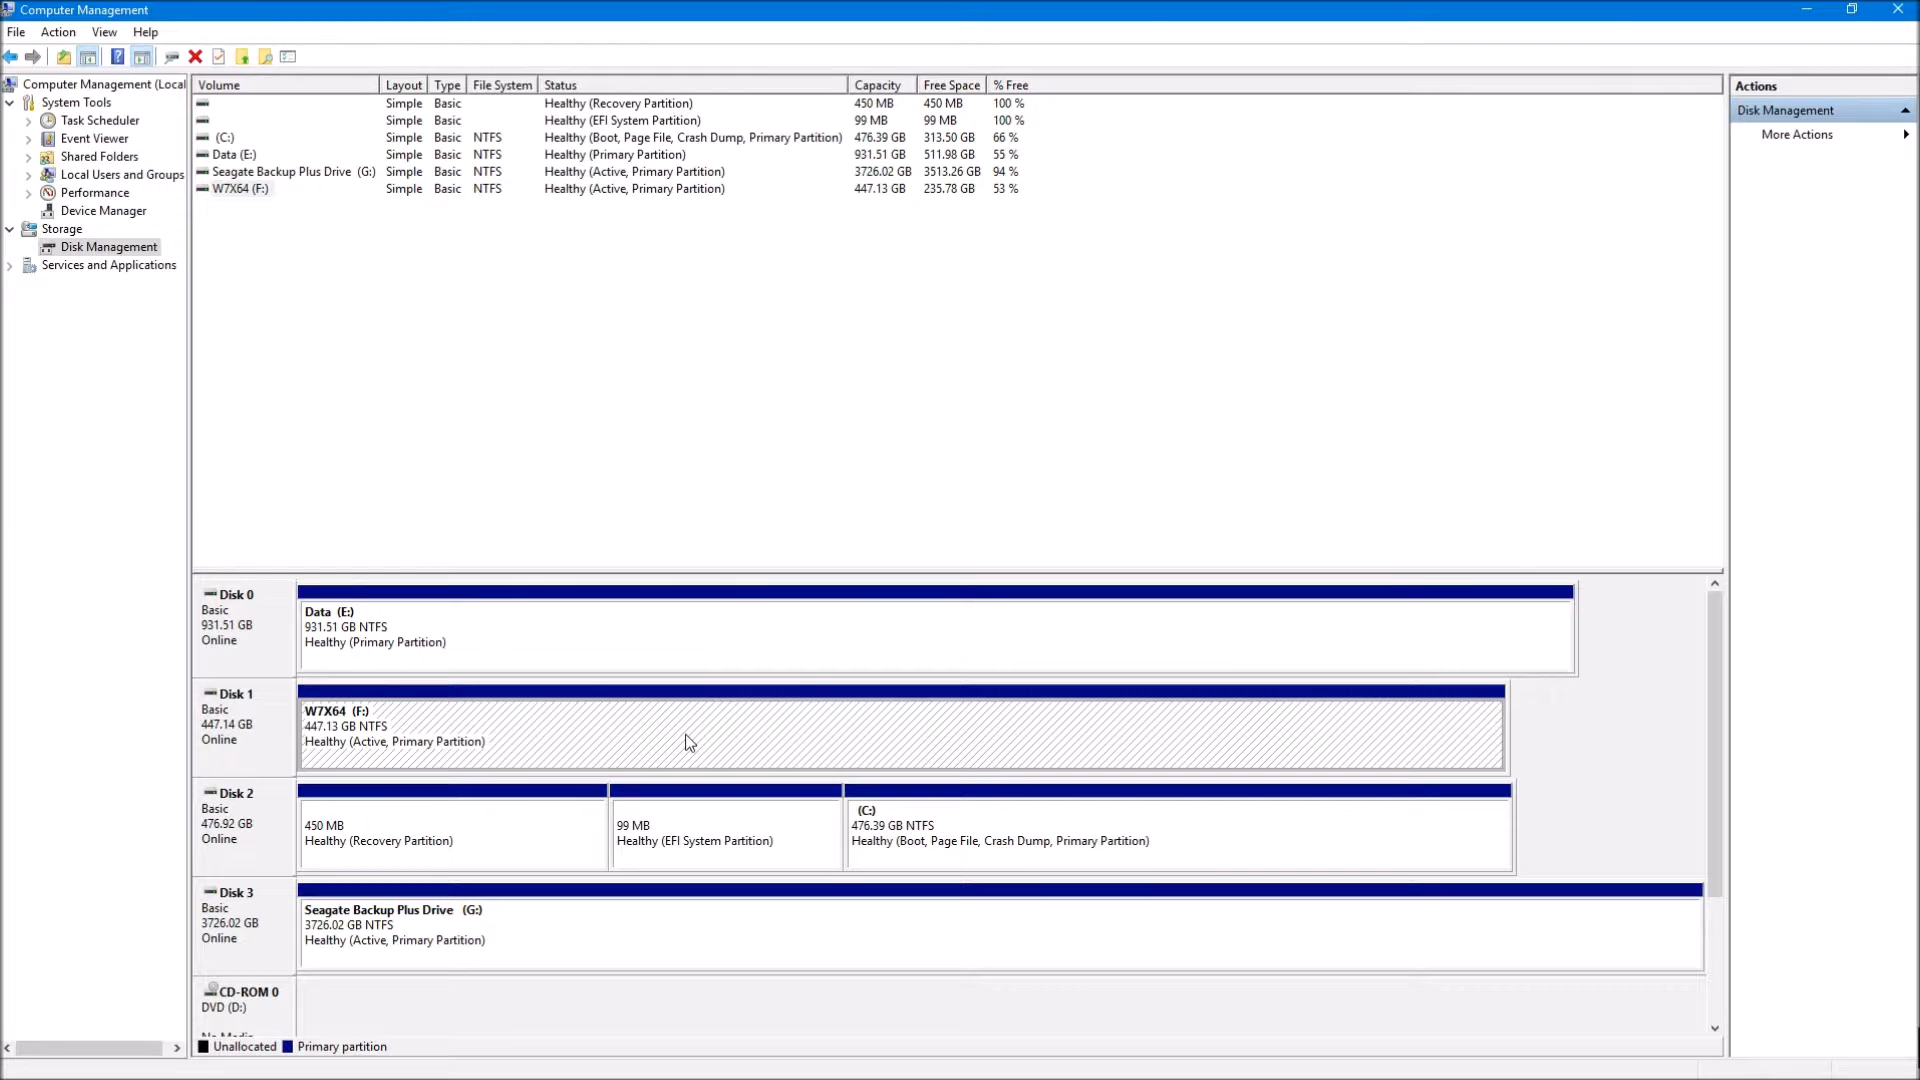 Computer Management
File Action View Help
Computer Management (Local
System Tools
Task Scheduler
Event Viewer
Shared Folders
Local Users and Groups
Performance
Device Manager
Storage
Disk Management
Services and Applications
Volume Layout Type File System Status Capacity Free Space % Free
Simple Basic Healthy (Recovery Partition) 450 MB 450 MB 100 %
Simple Basic Healthy (EFI System Partition) 99 MB 99 MB 100 %
(C:) Simple Basic NTFS Healthy (Boot, Page File, Crash Dump, Primary Partition) 476.39 GB 313.50 GB 66 %
Data (E:) Simple Basic NTFS Healthy (Primary Partition) 931.51 GB 511.98 GB 55 %
Seagate Backup Plus Drive (G:) Simple Basic NTFS Healthy (Active, Primary Partition) 3726.02 GB 3513.26 GB 94 %
W7X64 (F:) Simple Basic NTFS Healthy (Active, Primary Partition) 447.13 GB 235.78 GB 53 %
Disk 0
Basic
931.51 GB
Online
Data (E:)
931.51 GB NTFS
Healthy (Primary Partition)
Disk 1
Basic
447.14 GB
Online
W7X64 (F:)
447.13 GB NTFS
Healthy (Active, Primary Partition)
Disk 2
Basic
476.92 GB
Online
450 MB
Healthy (Recovery Partition)
99 MB
Healthy (EFI System Partition)
(C:)
476.39 GB NTFS
Healthy (Boot, Page File, Crash Dump, Primary Partition)
Disk 3
Basic
3726.02 GB
Online
Seagate Backup Plus Drive (G:)
3726.02 GB NTFS
Healthy (Active, Primary Partition)
CD-ROM 0
DVD (D:)
No Media
Unallocated Primary partition
Actions
Disk Management
More Actions